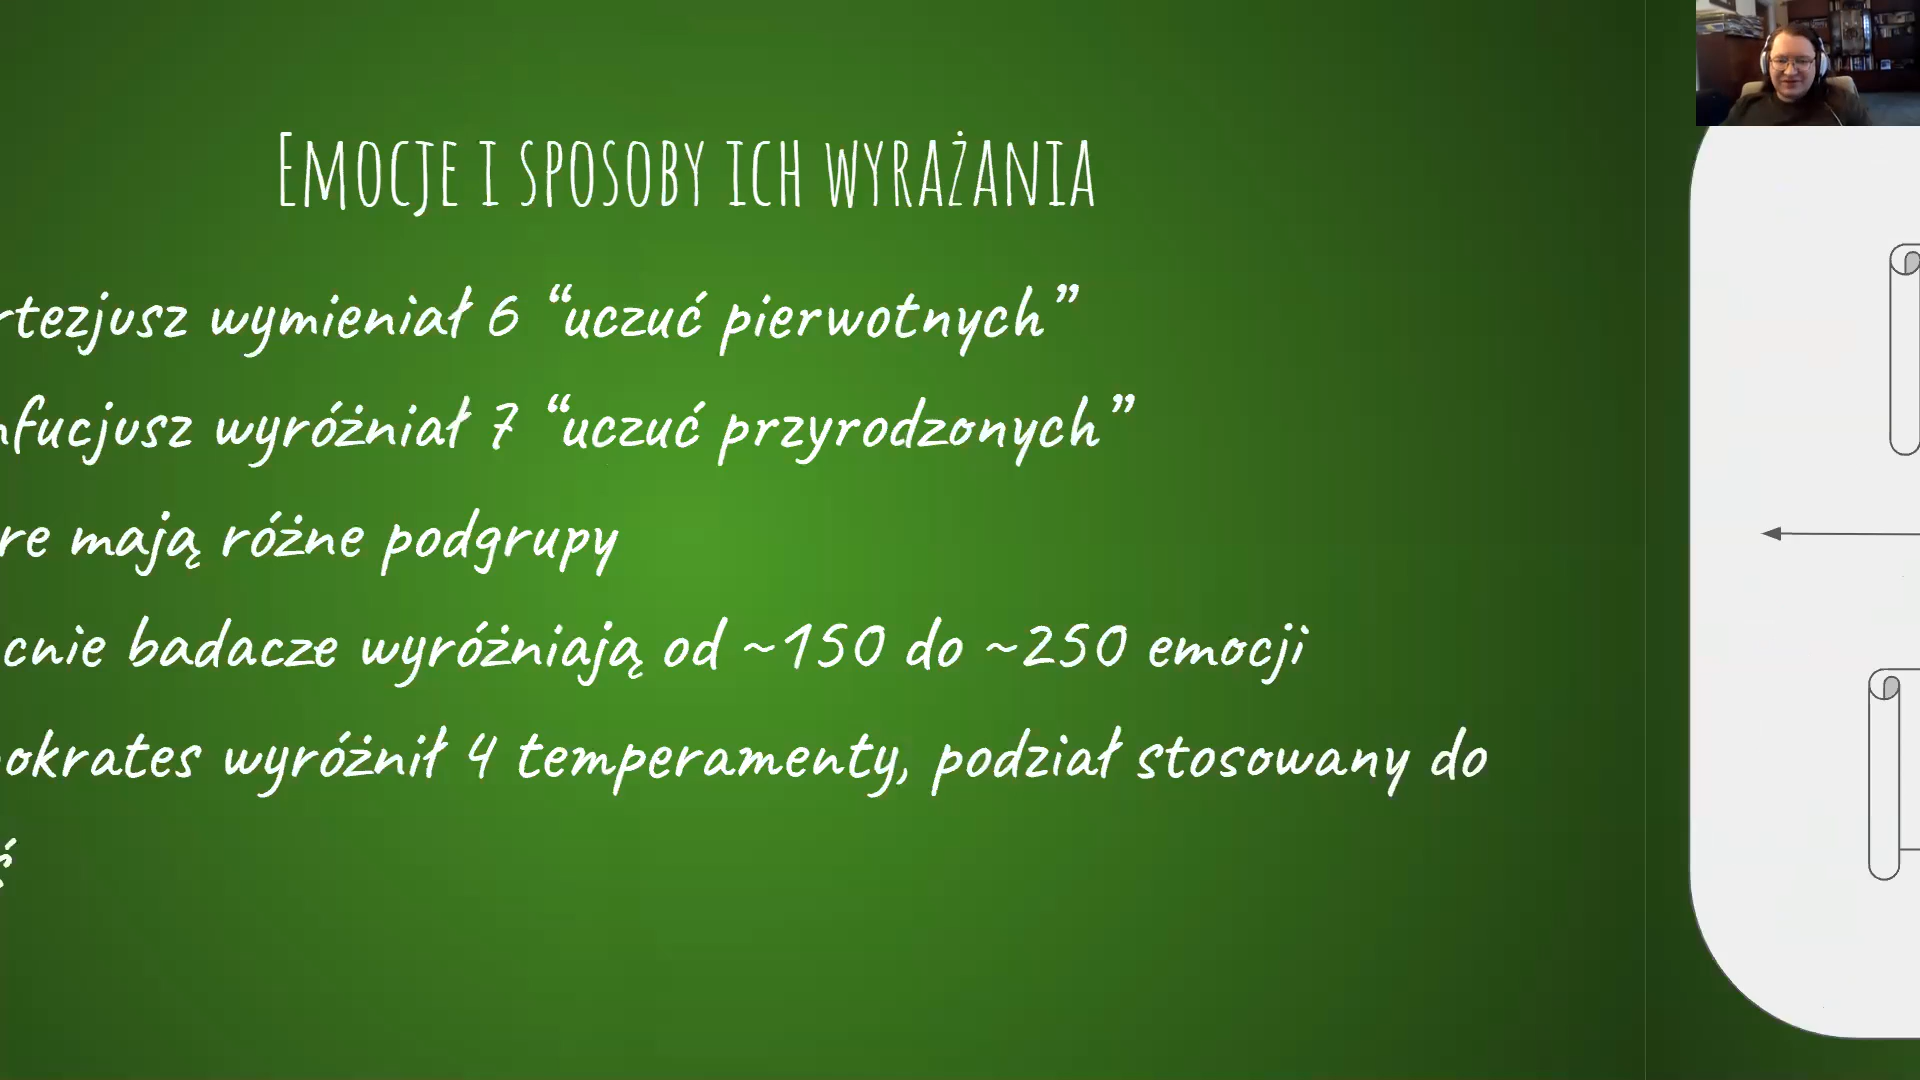 Emocje i sposoby ich wyrażania
rtezjusz wymieniał 6 “uczuć pierwotnych”
nfucjusz wyróżniał 7 “uczuć przyrodzonych”
re mają różne podgrupy
cnie badacze wyróżniają od ~150 do ~250 emocji
okrates wyróżnił 4 temperamenty, podział stosowany do
ć